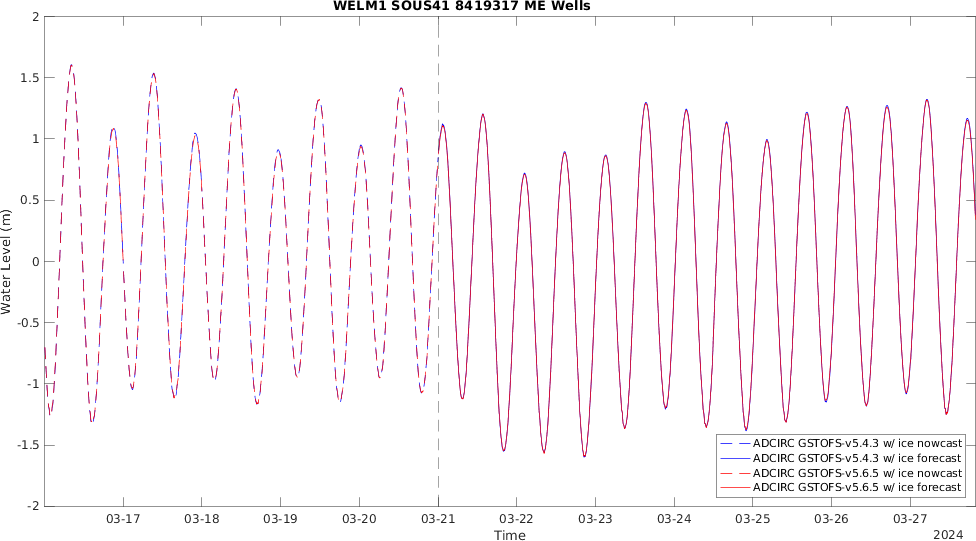 WELM1 SOUS41 8419317 ME Wells
2
1.5
1
0.5
0
-0.5
-1
-1.5
-2
Water Level (m)
ADCIRC GSTOFS-v5.4.3 w/ ice nowcast
ADCIRC GSTOFS-v5.4.3 w/ ice forecast
ADCIRC GSTOFS-v5.6.5 w/ ice nowcast
ADCIRC GSTOFS-v5.6.5 w/ ice forecast
03-17 03-18 03-19 03-20 03-21 03-22 03-23 03-24 03-25 03-26 03-27
Time
2024